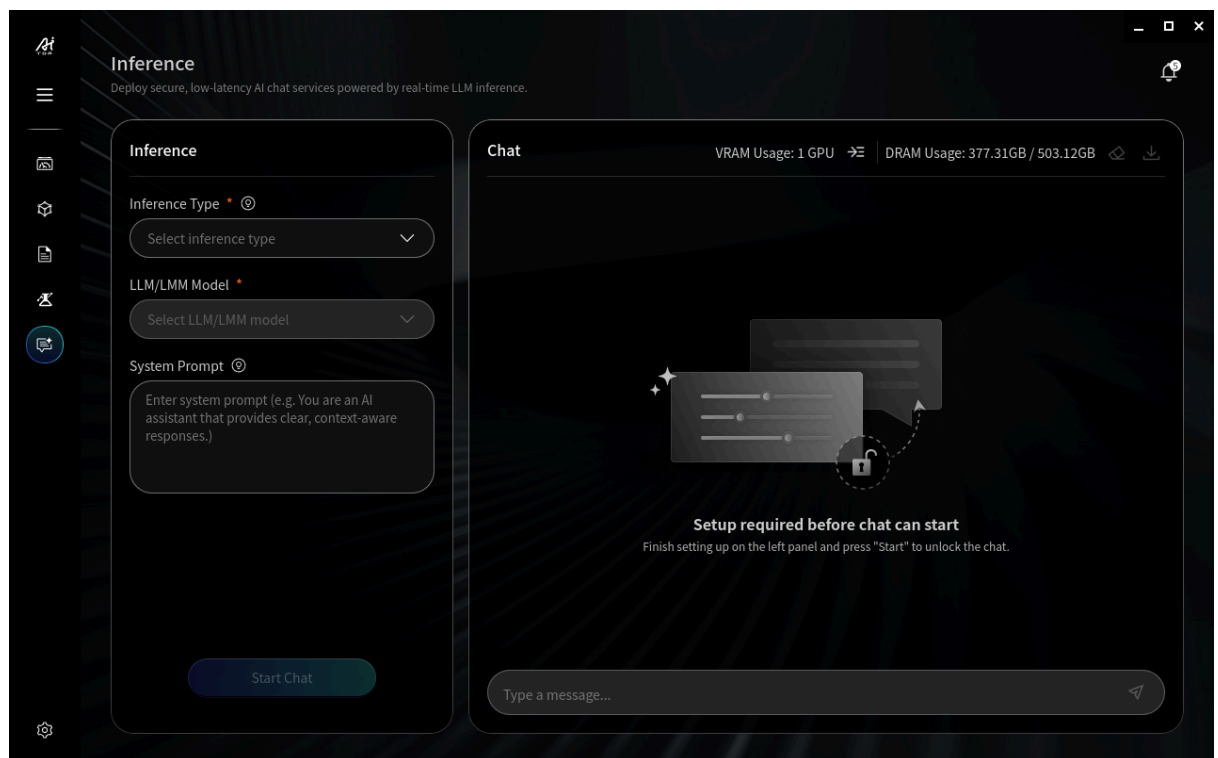 Ai
TOP
Inference
Deploy secure, low-latency AI chat services powered by real-time LLM inference.
5
Inference
Inference Type *
Select inference type
LLM/LMM Model *
Select LLM/LMM model
System Prompt
Enter system prompt (e.g. You are an AI
assistant that provides clear, context-aware
responses.)
Start Chat
Chat
VRAM Usage: 1 GPU
DRAM Usage: 377.31GB / 503.12GB
Setup required before chat can start
Finish setting up on the left panel and press "Start" to unlock the chat.
Type a message...